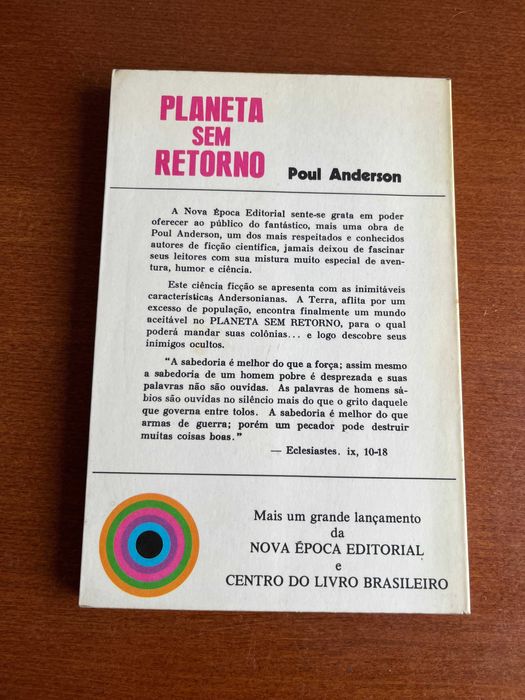 PLANETA
SEM
RETORNO
Poul Anderson
A Nova Época Editorial sente-se grata em poder
oferecer ao público do fantástico, mais uma obra de
Poul Anderson, um dos mais respeitados e conhecidos
autores de ficção científica, jamais deixou de fascinar
seus leitores com sua mistura muito especial de aven-
tura, humor e ciência.
Este ciência ficção se apresenta com as inimitáveis
características Andersonianas. A Terra, aflita por um
excesso de população, encontra finalmente um mundo
aceitável no PLANETA SEM RETORNO, para o qual
poderá mandar suas colônias... e logo descobre seus
inimigos ocultos.
"A sabedoria é melhor do que a força; assim mesmo
a sabedoria de um homem pobre é desprezada e suas
palavras não são ouvidas. As palavras de homens sá-
bios são ouvidas no silêncio mais do que o grito daquele
que governa entre tolos. A sabedoria é melhor do que
armas de guerra; porém um pecador pode destruir
muitas coisas boas."
— Eclesiastes. ix, 10-18
Mais um grande lançamento
da
NOVA ÉPOCA EDITORIAL
e
CENTRO DO LIVRO BRASILEIRO